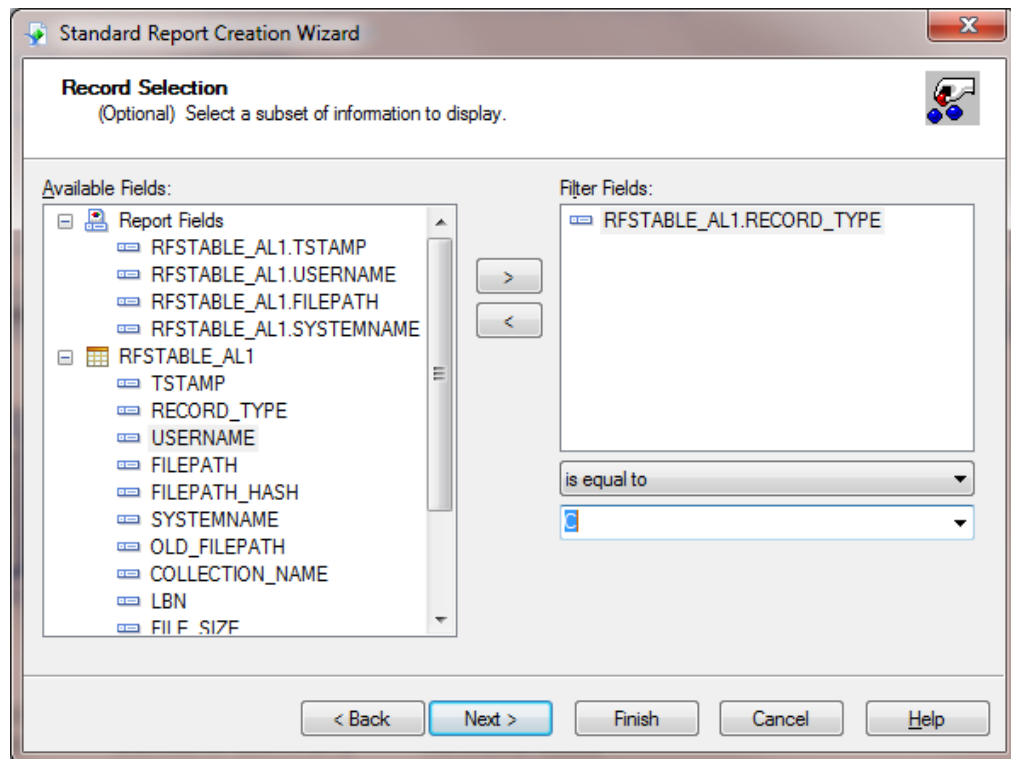 Standard Report Creation Wizard
Record Selection
(Optional) Select a subset of information to display.
Available Fields:
Report Fields
RFSTABLE_AL1.TSTAMP
RFSTABLE_AL1.USERNAME
RFSTABLE_AL1.FILEPATH
RFSTABLE_AL1.SYSTEMNAME
RFSTABLE_AL1
TSTAMP
RECORD_TYPE
USERNAME
FILEPATH
FILEPATH_HASH
SYSTEMNAME
OLD_FILEPATH
COLLECTION_NAME
LBN
FILE_SIZE
>
<
Filter Fields:
RFSTABLE_AL1.RECORD_TYPE
is equal to
C
< Back Next > Finish Cancel Help